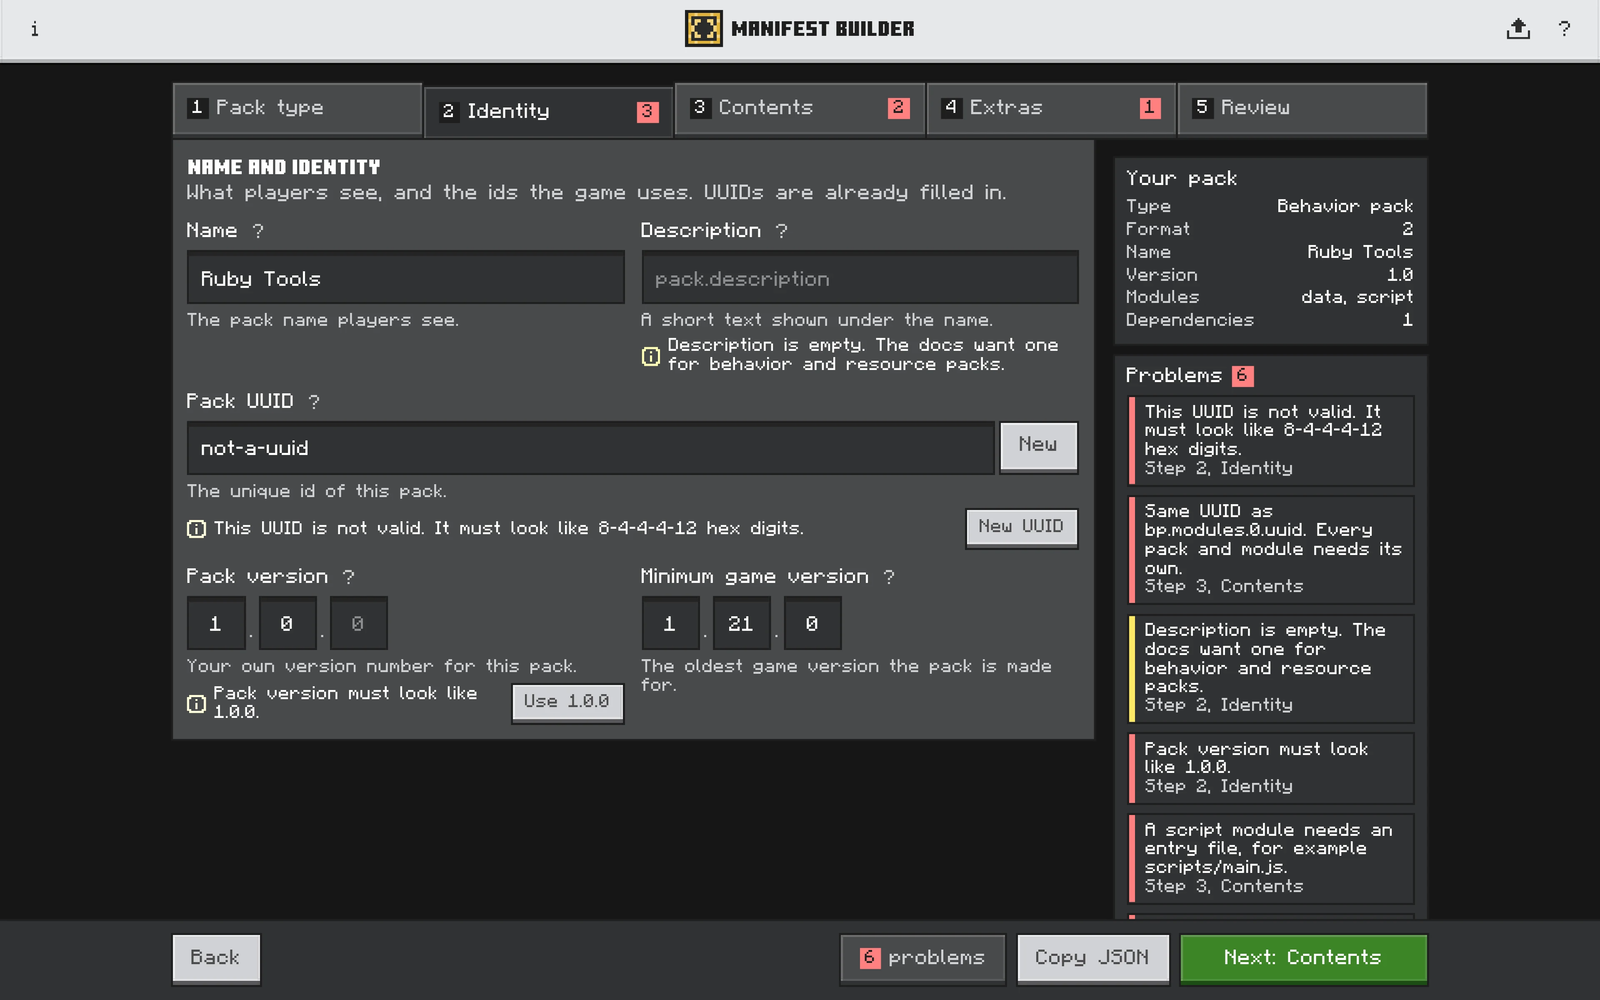 i
MANIFEST BUILDER
?
1 Pack type
2 Identity 3
3 Contents 2
4 Extras 1
5 Review
NAME AND IDENTITY
What players see, and the ids the game uses. UUIDs are already filled in.
Name ?
Ruby Tools
The pack name players see.
Description ?
pack.description
A short text shown under the name.
Description is empty. The docs want one
for behavior and resource packs.
Pack UUID ?
not-a-uuid
New
The unique id of this pack.
This UUID is not valid. It must look like 8-4-4-4-12 hex digits.
New UUID
Pack version ?
1 . 0 . 0
Your own version number for this pack.
Pack version must look like
1.0.0.
Use 1.0.0
Minimum game version ?
1 . 21 . 0
The oldest game version the pack is made
for.
Your pack
Type Behavior pack
Format 2
Name Ruby Tools
Version 1.0
Modules data, script
Dependencies 1
Problems 6
This UUID is not valid. It
must look like 8-4-4-4-12
hex digits.
Step 2, Identity
Same UUID as
bp.modules.0.uuid. Every
pack and module needs its
own.
Step 3, Contents
Description is empty. The
docs want one for
behavior and resource
packs.
Step 2, Identity
Pack version must look
like 1.0.0.
Step 2, Identity
A script module needs an
entry file, for example
scripts/main.js.
Step 3, Contents
Back
6 problems
Copy JSON
Next: Contents